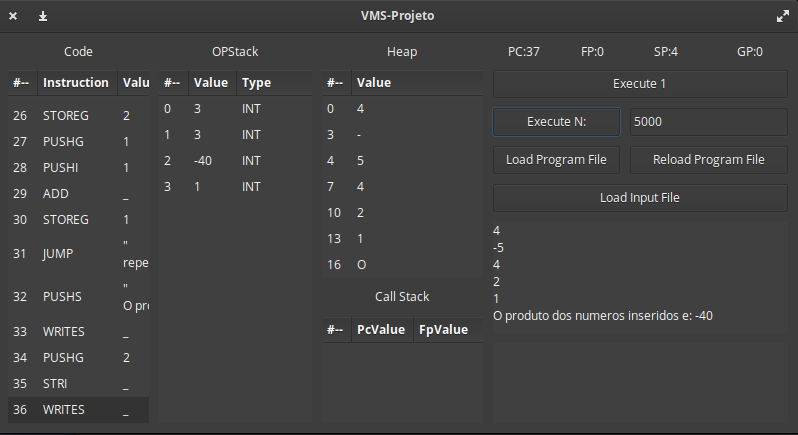 VMS-Projeto
Code OPStack Heap PC:37 FP:0 SP:4 GP:0
#-- Instruction Valu
26 STOREG 2
27 PUSHG 1
28 PUSHI 1
29 ADD _
30 STOREG 1
31 JUMP "
repe
32 PUSHS "
O pro
33 WRITES _
34 PUSHG 2
35 STRI _
36 WRITES _
#-- Value Type
0 3 INT
1 3 INT
2 -40 INT
3 1 INT
#-- Value
0 4
3 -
4 5
7 4
10 2
13 1
16 O
Call Stack
#-- PcValue FpValue
Execute 1
Execute N: 5000
Load Program File Reload Program File
Load Input File
4
-5
4
2
1
O produto dos numeros inseridos e: -40